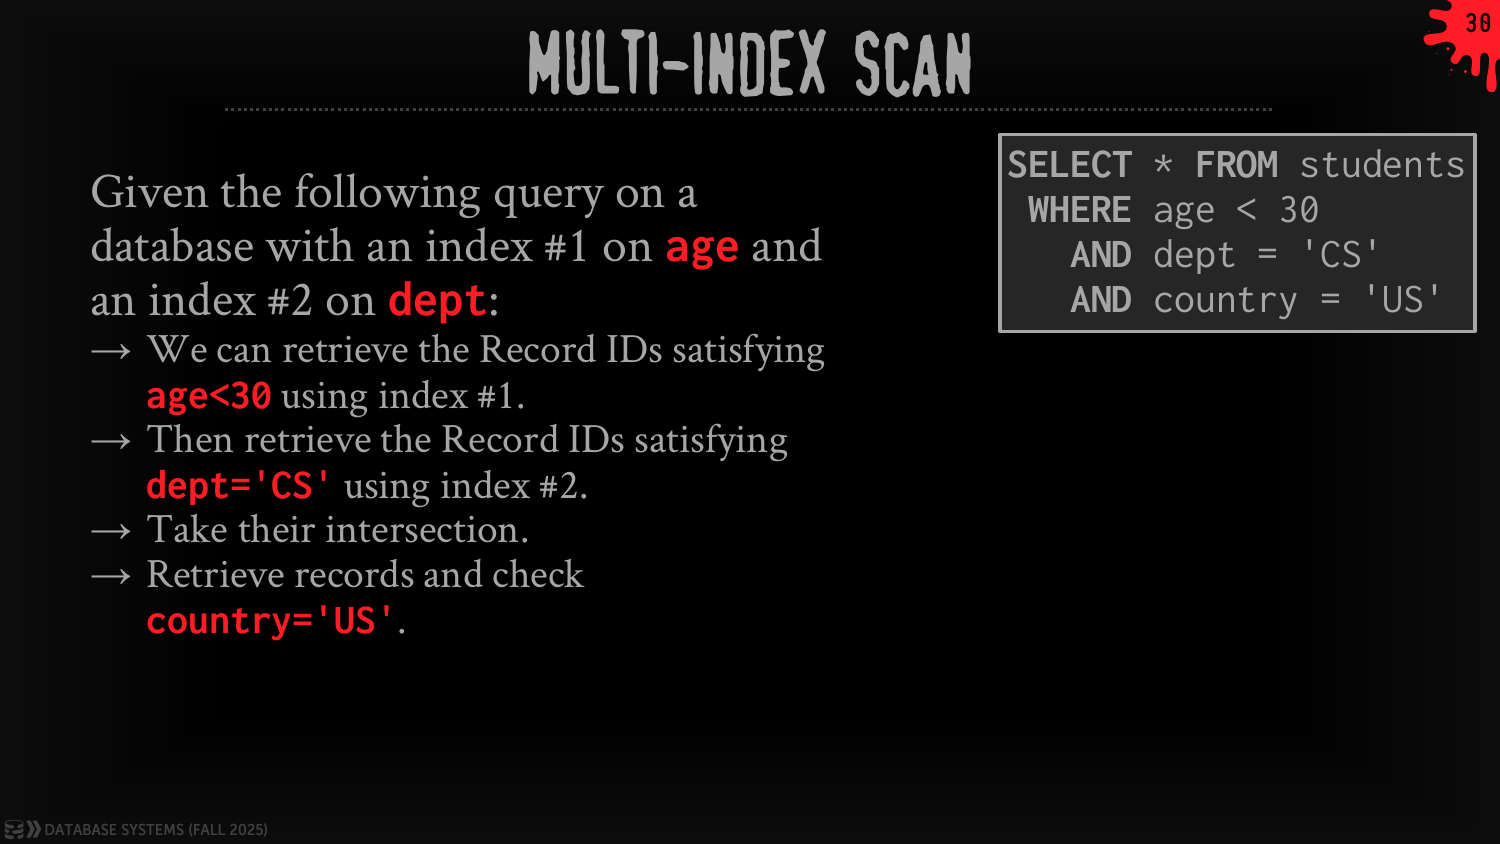 30
MULTI-INDEX SCAN
Given the following query on a
database with an index #1 on age and
an index #2 on dept:
→ We can retrieve the Record IDs satisfying
age<30 using index #1.
→ Then retrieve the Record IDs satisfying
dept='CS' using index #2.
→ Take their intersection.
→ Retrieve records and check
country='US'.
SELECT * FROM students
WHERE age < 30
AND dept = 'CS'
AND country = 'US'
DATABASE SYSTEMS (FALL 2025)